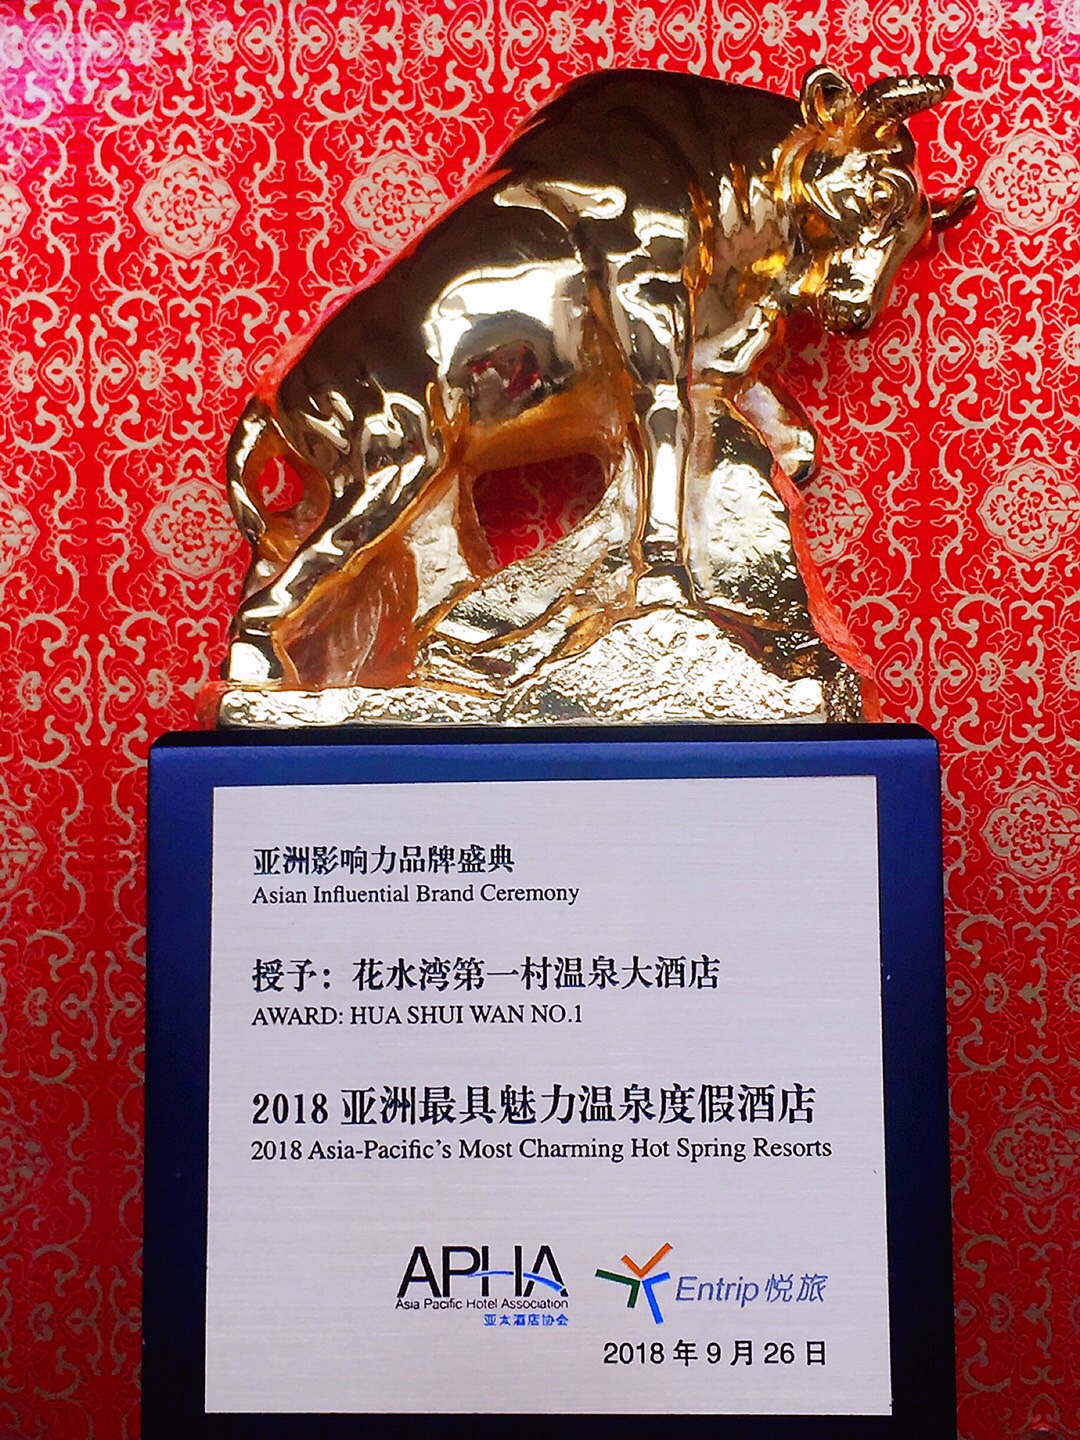 亚洲影响力品牌盛典
Asian Influential Brand Ceremony
授予：花水湾第一村温泉大酒店
AWARD: HUA SHUI WAN NO.1
2018 亚洲最具魅力温泉度假酒店
2018 Asia-Pacific's Most Charming Hot Spring Resorts
APHA
Asia Pacific Hotel Association
亚太酒店协会
Entrip 悦旅
2018 年 9 月 26 日